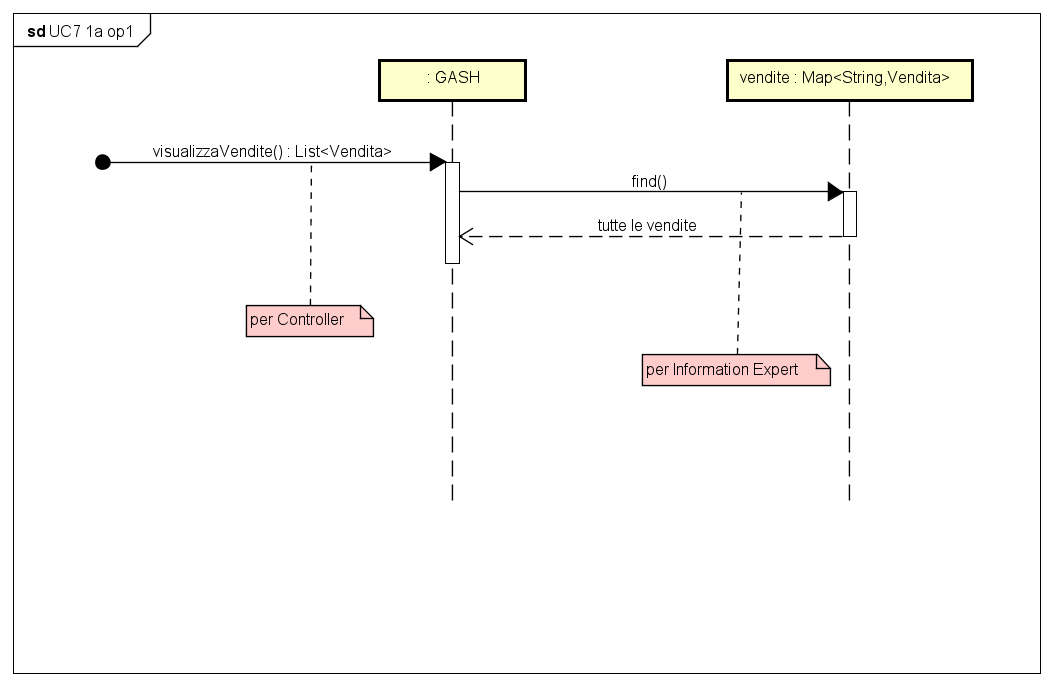 sd UC7 1a op1
: GASH
vendite : Map<String,Vendita>
visualizzaVendite() : List<Vendita>
find()
tutte le vendite
per Controller
per Information Expert